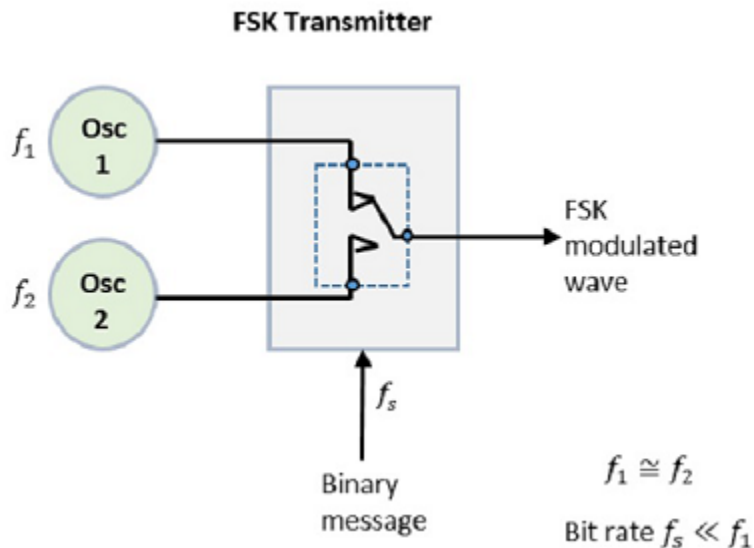 FSK Transmitter
f₁
Osc
1
f₂
Osc
2
FSK
modulated
wave
fₛ
Binary
message
f₁ ≅ f₂
Bit rate fₛ ≪ f₁